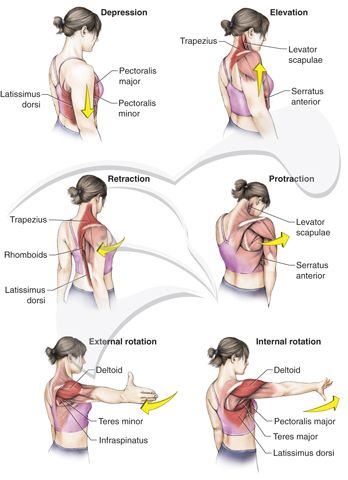 Depression
Pectoralis
major
Latissimus
dorsi
Pectoralis
minor
Elevation
Trapezius
Levator
scapulae
Serratus
anterior
Retraction
Trapezius
Rhomboids
Latissimus
dorsi
Protraction
Levator
scapulae
Serratus
anterior
External rotation
Deltoid
Teres minor
Infraspinatus
Internal rotation
Deltoid
Pectoralis major
Teres major
Latissimus dorsi